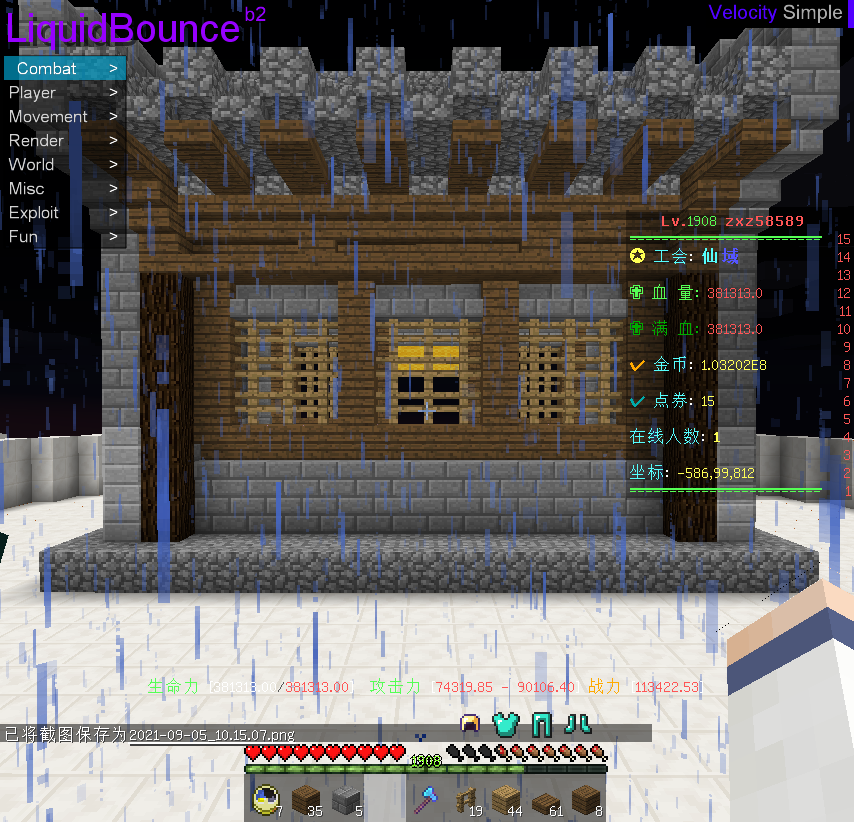 LiquidBounce b2
Velocity Simple
Combat >
Player >
Movement >
Render >
World >
Misc >
Exploit >
Fun >
Lv.1908 zxz58589
工会: 仙域
血 量: 381313.0
满 血: 381313.0
金币: 1.03202E8
点券: 15
在线人数: 1
坐标: -586,99,812
15
14
13
12
11
10
9
8
7
6
5
4
3
2
1
生命力 [381313.00/381313.00] 攻击力 [74319.85 - 90106.40] 战力 [113422.53]
已将截图保存为2021-09-05_10.15.07.png
1908
7 35 5 19 44 61 8